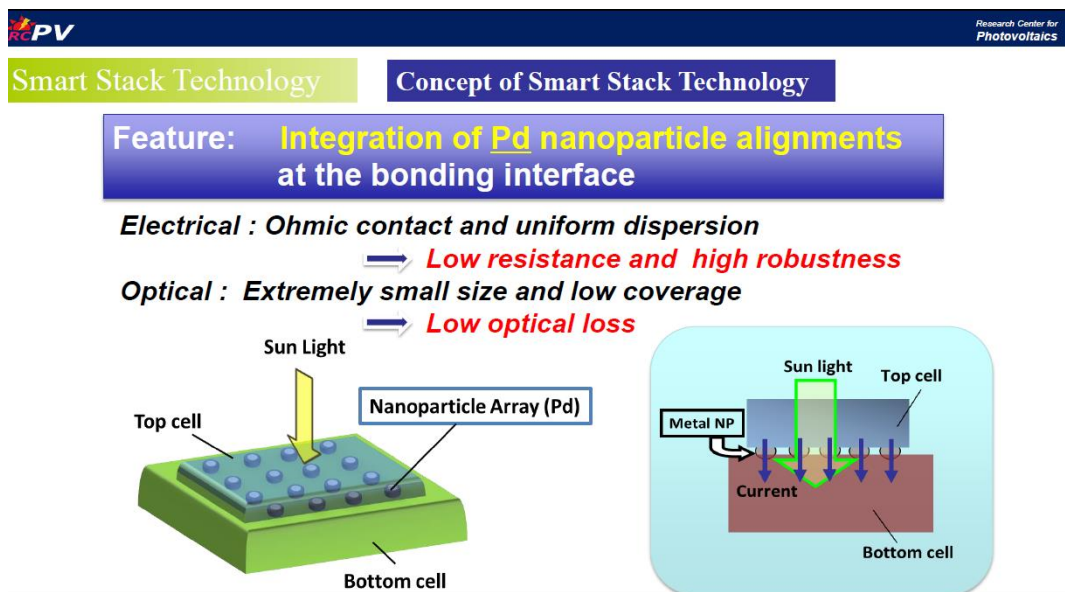 RCPV
Research Center for
Photovoltaics
Smart Stack Technology
Concept of Smart Stack Technology
Feature: Integration of Pd nanoparticle alignments
at the bonding interface
Electrical : Ohmic contact and uniform dispersion
Low resistance and high robustness
Optical : Extremely small size and low coverage
Low optical loss
Sun Light
Top cell
Nanoparticle Array (Pd)
Bottom cell
Sun light
Top cell
Metal NP
Current
Bottom cell